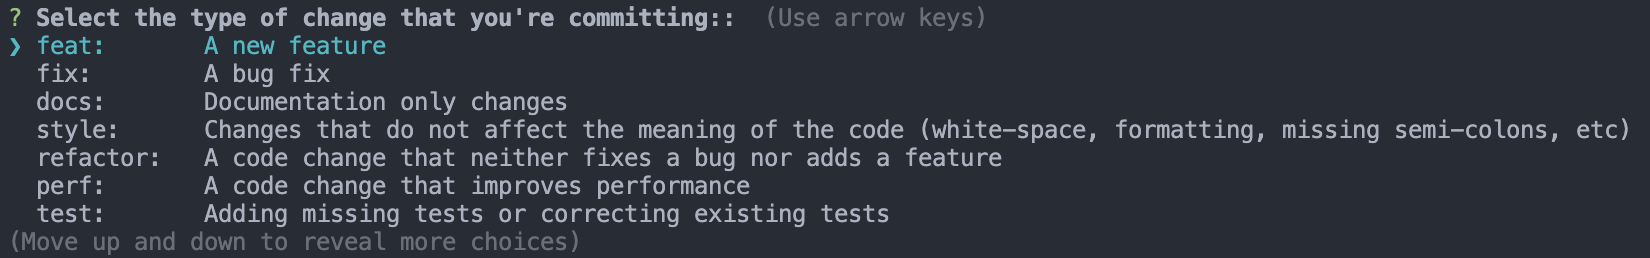 ? Select the type of change that you're committing:: (Use arrow keys)
❯ feat: A new feature
fix: A bug fix
docs: Documentation only changes
style: Changes that do not affect the meaning of the code (white-space, formatting, missing semi-colons, etc)
refactor: A code change that neither fixes a bug nor adds a feature
perf: A code change that improves performance
test: Adding missing tests or correcting existing tests
(Move up and down to reveal more choices)